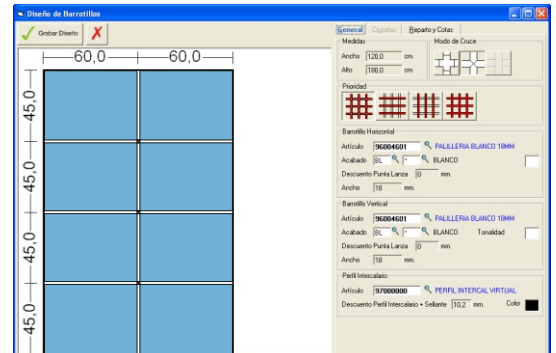 Diseño de Barrotillos
Grabar Diseño
General Cigüetas Reparto y Cotas
Medidas
Ancho 120,0 cm.
Alto 180,0 cm.
Modo de Cruce
Prioridad
60,0 60,0
45,0
45,0
45,0
45,0
Barrotillo Horizontal
Artículo 96004601 PALILLERIA BLANCO 18MM
Acabado BL * BLANCO
Descuento Punta Lanza 0 mm.
Ancho 18 mm.
Barrotillo Vertical
Artículo 96004601 PALILLERIA BLANCO 18MM
Acabado BL * BLANCO Tonalidad
Descuento Punta Lanza 0 mm.
Ancho 18 mm.
Perfil Intercalario
Artículo 97000000 PERFIL INTERCAL VIRTUAL
Descuento Perfil Intercalario + Sellante 10,2 mm. Color